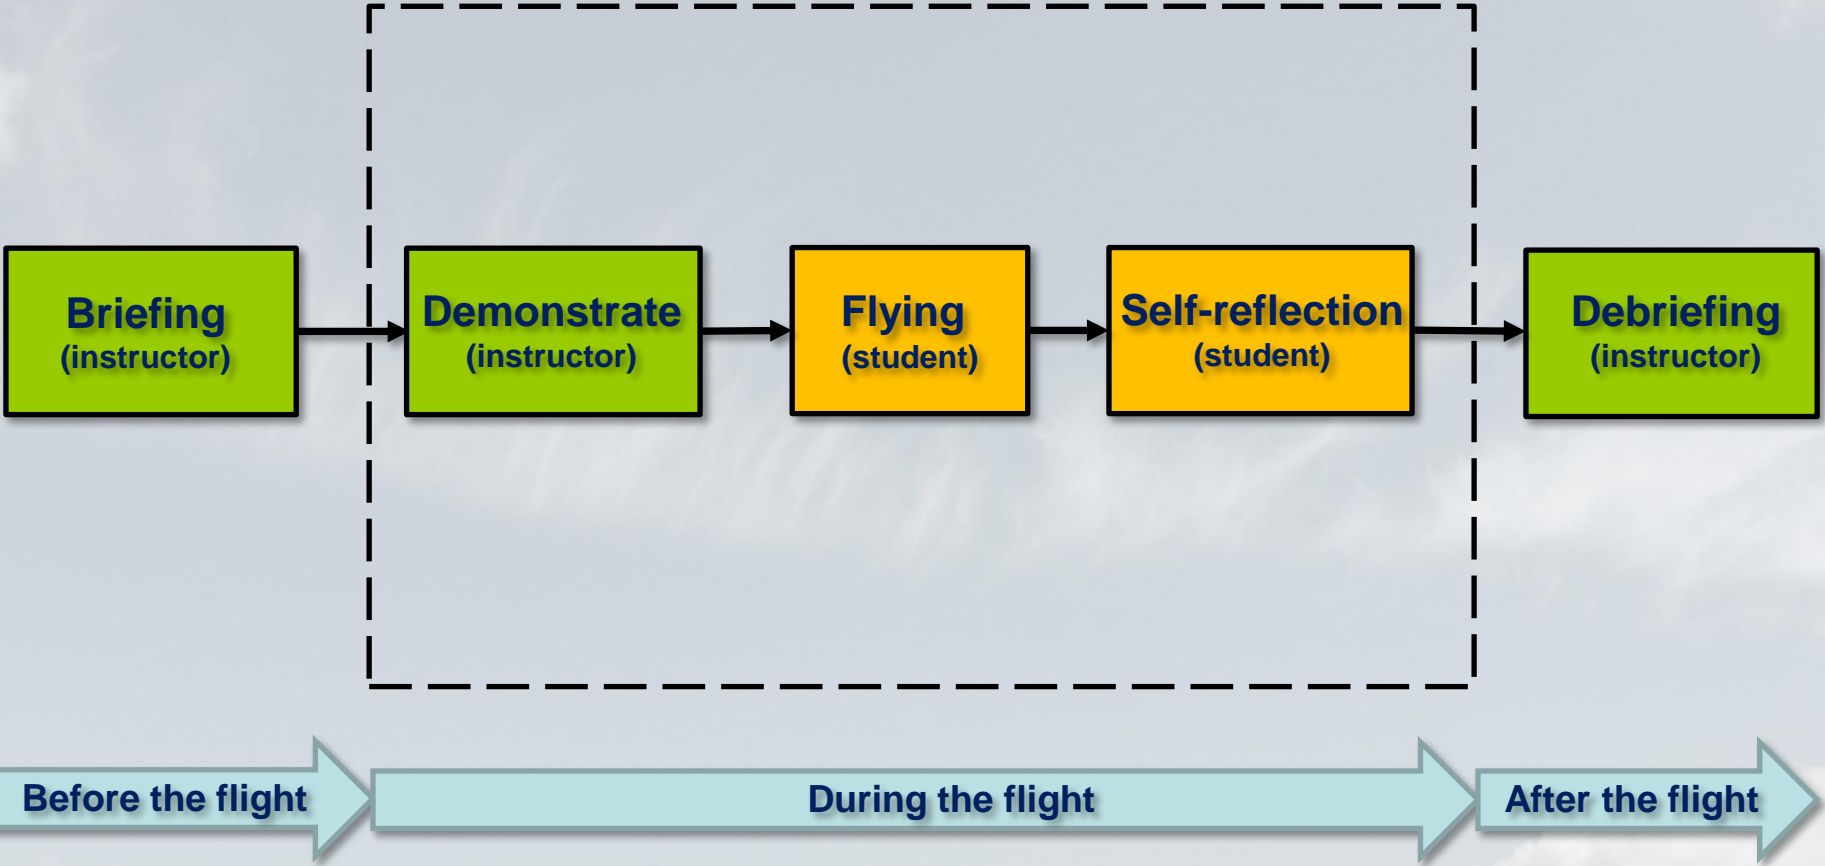 Briefing
(instructor)
Demonstrate
(instructor)
Flying
(student)
Self-reflection
(student)
Debriefing
(instructor)
Before the flight
During the flight
After the flight